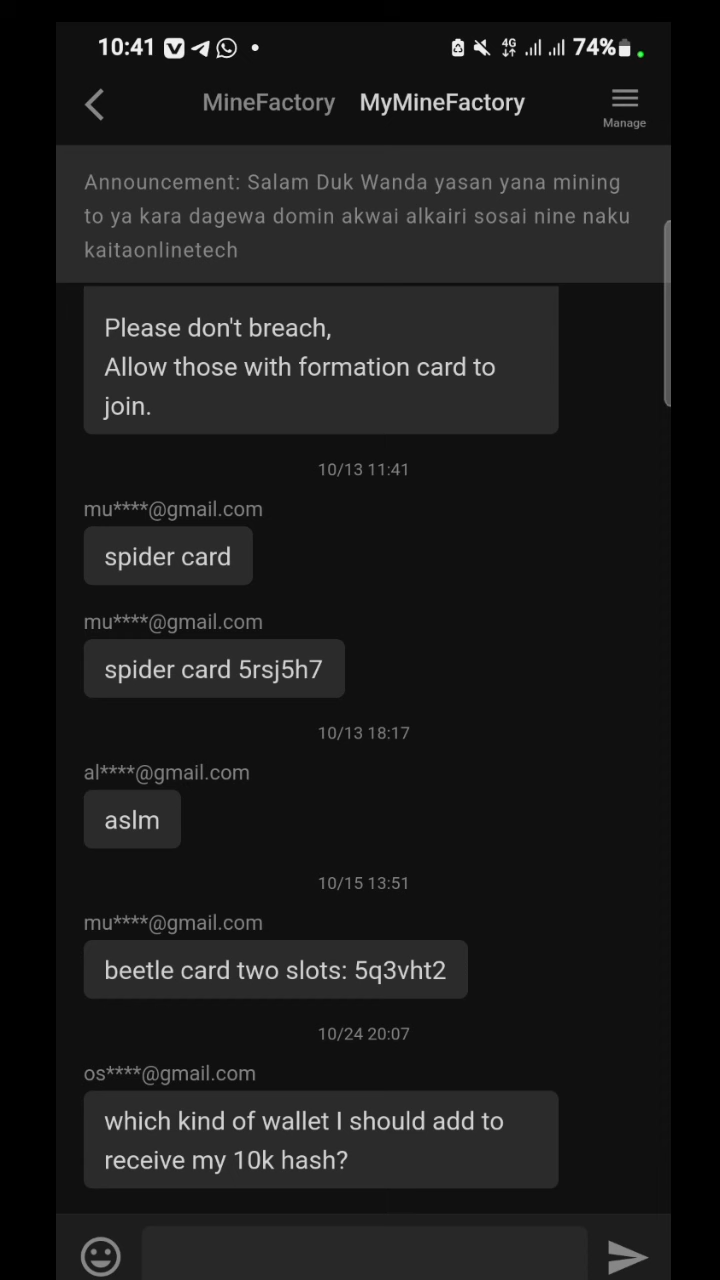 10:41
4G
74%
MineFactory MyMineFactory
Manage
Announcement: Salam Duk Wanda yasan yana mining
to ya kara dagewa domin akwai alkairi sosai nine naku
kaitaonlinetech
Please don't breach,
Allow those with formation card to
join.
10/13 11:41
mu****@gmail.com
spider card
mu****@gmail.com
spider card 5rsj5h7
10/13 18:17
al****@gmail.com
aslm
10/15 13:51
mu****@gmail.com
beetle card two slots: 5q3vht2
10/24 20:07
os****@gmail.com
which kind of wallet I should add to
receive my 10k hash?